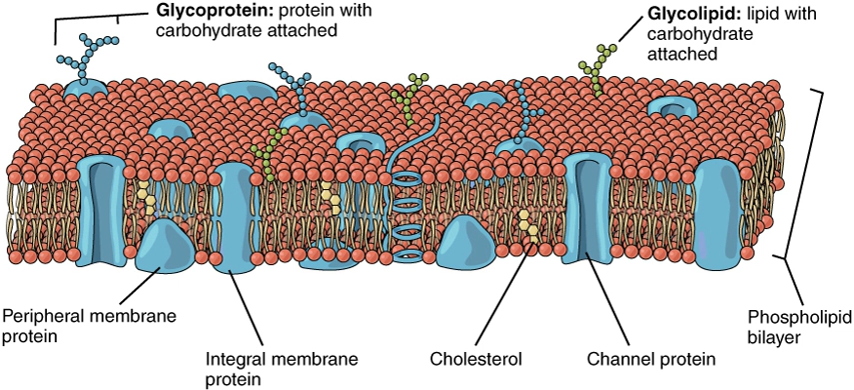 Glycoprotein: protein with
carbohydrate attached
Glycolipid: lipid with
carbohydrate
attached
Peripheral membrane
protein
Integral membrane
protein
Cholesterol
Channel protein
Phospholipid
bilayer